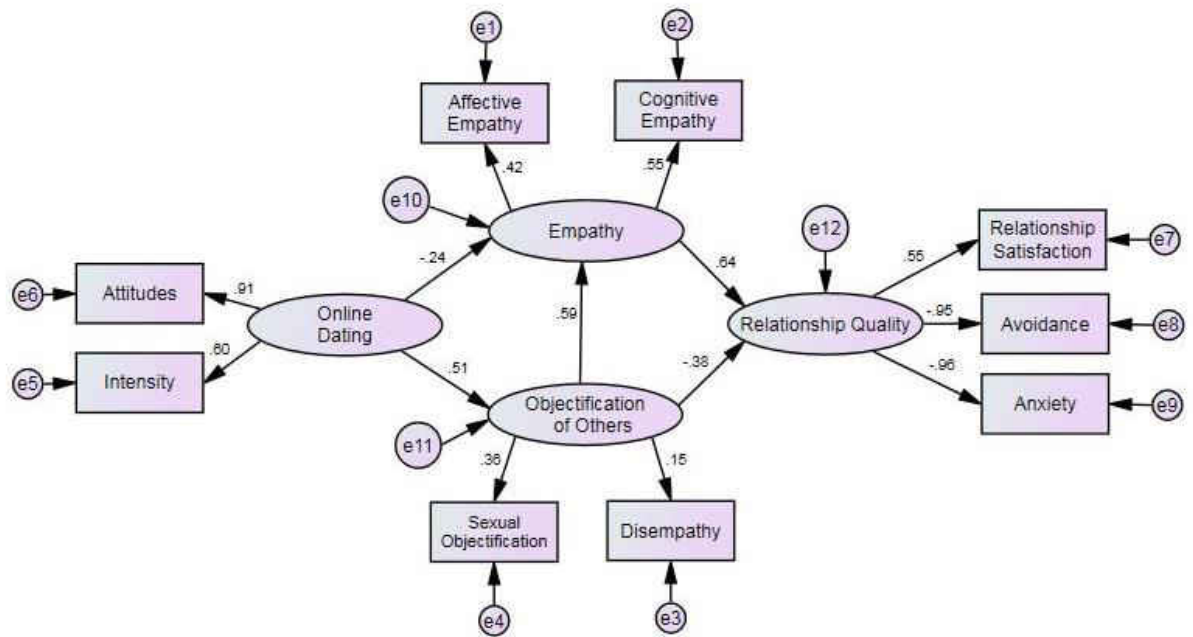 e1
e2
Affective
Empathy
Cognitive
Empathy
.42
.55
e10
Empathy
e12
Relationship
Satisfaction
e7
-.24
.64
.55
e6
Attitudes
.91
Online
Dating
.59
Relationship Quality
-.95
Avoidance
e8
e5
Intensity
.60
.51
-.38
-.96
Anxiety
e9
Objectification
of Others
e11
.36
.15
Sexual
Objectification
Disempathy
e4
e3